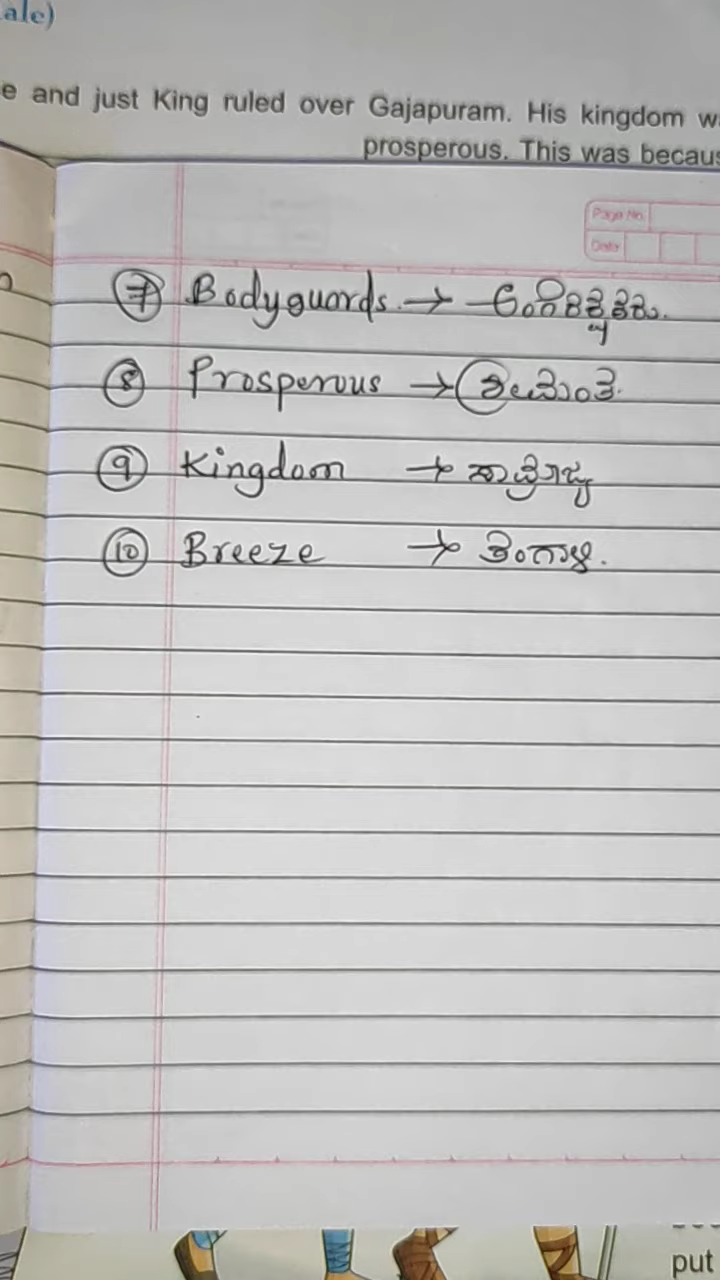 ale)
e and just King ruled over Gajapuram. His kingdom w
prosperous. This was becaus
Page No.
Date
7 Bodyguards. → ಅಂಗರಕ್ಷಕರು.
8 Prosperous → ಶ್ರೀಮಂತ.
9 Kingdom → ಸಾಮ್ರಾಜ್ಯ
10 Breeze → ತಂಗಾಳಿ.
put